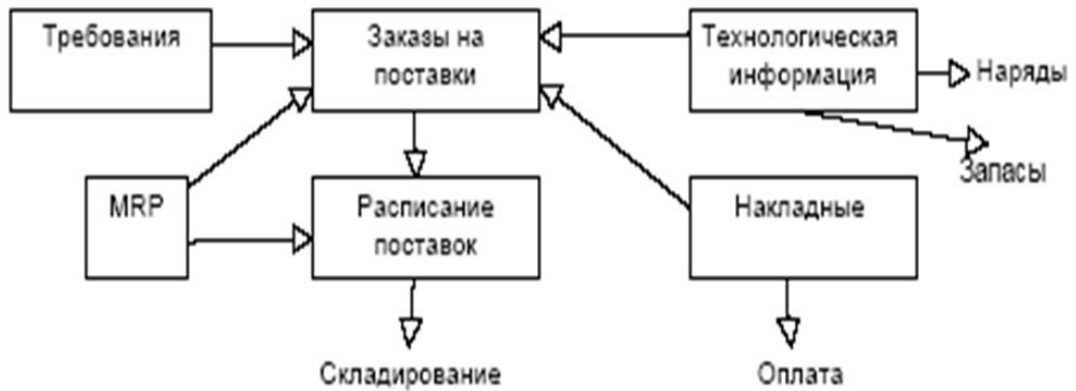 Требования
Заказы на
поставки
Технологическая
информация
Наряды
Запасы
MRP
Расписание
поставок
Накладные
Складирование
Оплата